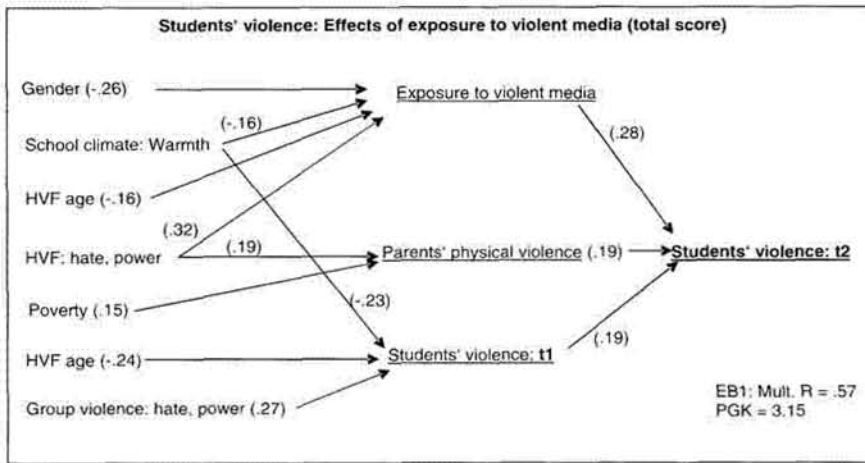 Students' violence: Effects of exposure to violent media (total score)
Gender (-.26)
Exposure to violent media
(-.16)
School climate: Warmth
(.28)
HVF age (-.16)
(.32)
HVF: hate, power
(.19)
Parents' physical violence (.19)
Students' violence: t2
Poverty (.15)
(-.23)
HVF age (-.24)
Students' violence: t1
(.19)
Group violence: hate, power (.27)
EB1: Mult. R = .57
PGK = 3.15